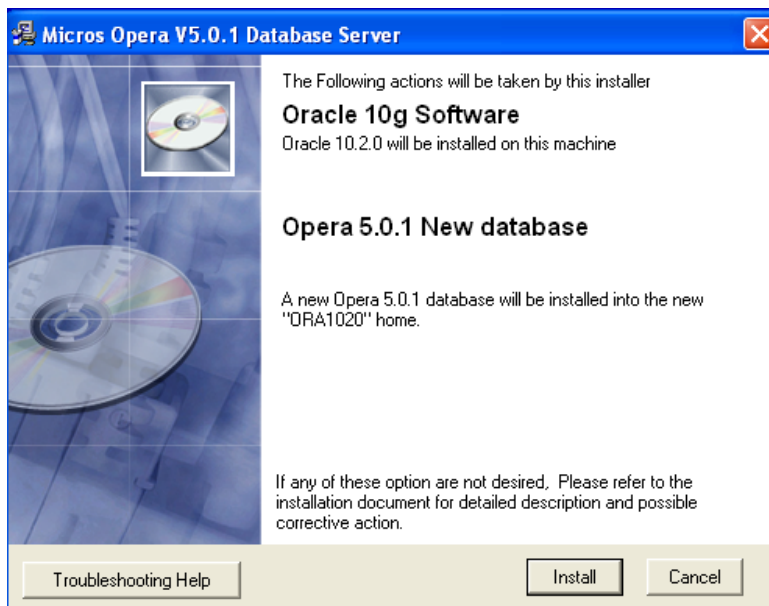 Micros Opera V5.0.1 Database Server
The Following actions will be taken by this installer
Oracle 10g Software
Oracle 10.2.0 will be installed on this machine
Opera 5.0.1 New database
A new Opera 5.0.1 database will be installed into the new
"ORA1020" home.
If any of these option are not desired,  Please refer to the
installation document for detailed description and possible
corrective action.
Troubleshooting Help
Install
Cancel